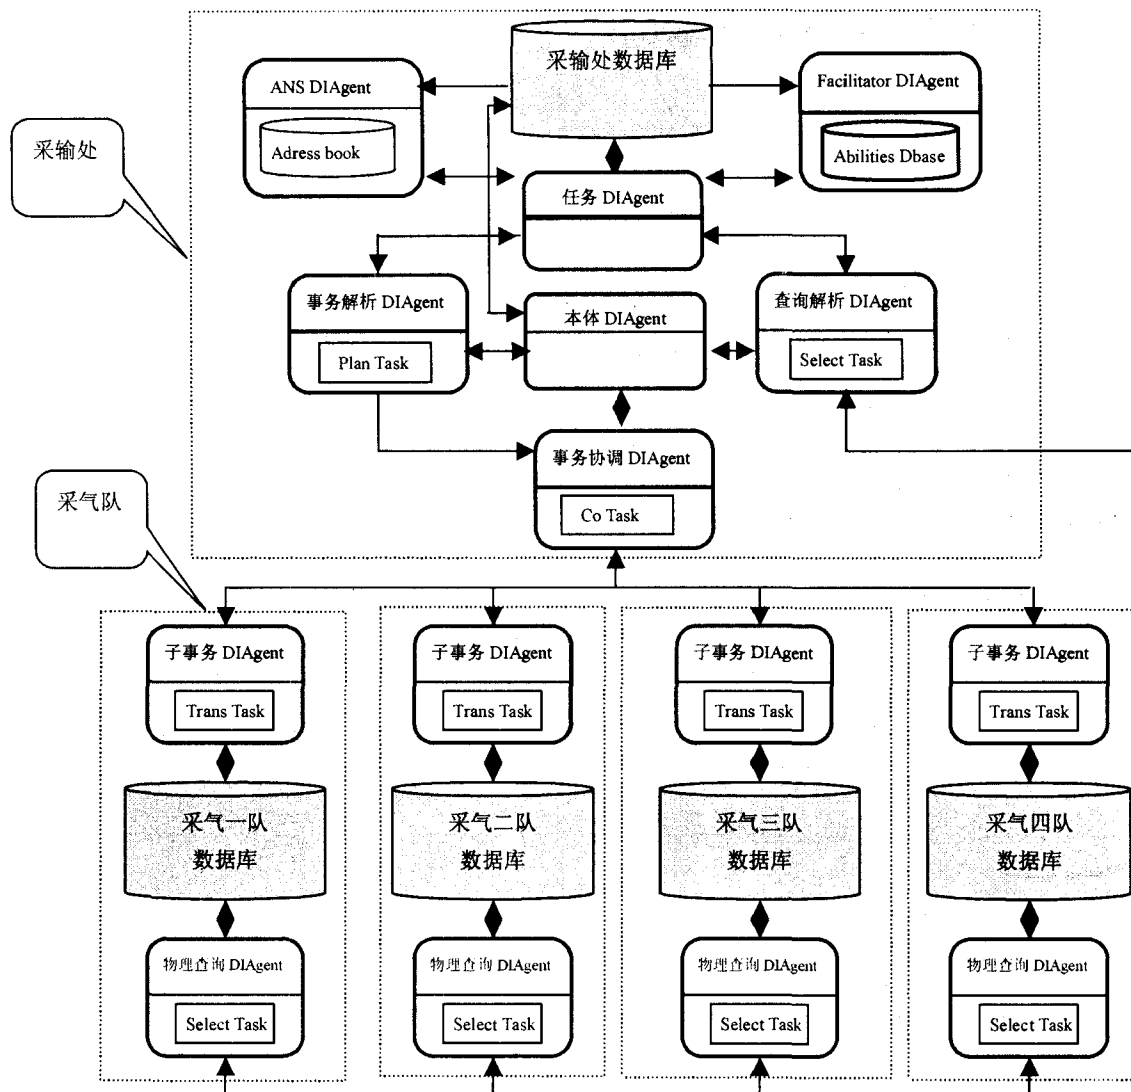 采输处
采输处数据库
ANS DIAgent
Adress book
Facilitator DIAgent
Abilities Dbase
任务 DIAgent
事务解析 DIAgent
Plan Task
本体 DIAgent
查询解析 DIAgent
Select Task
事务协调 DIAgent
Co Task
采气队
子事务 DIAgent
Trans Task
子事务 DIAgent
Trans Task
子事务 DIAgent
Trans Task
子事务 DIAgent
Trans Task
采气一队
数据库
采气二队
数据库
采气三队
数据库
采气四队
数据库
物理查询 DIAgent
Select Task
物理查询 DIAgent
Select Task
物理查询 DIAgent
Select Task
物理查询 DIAgent
Select Task